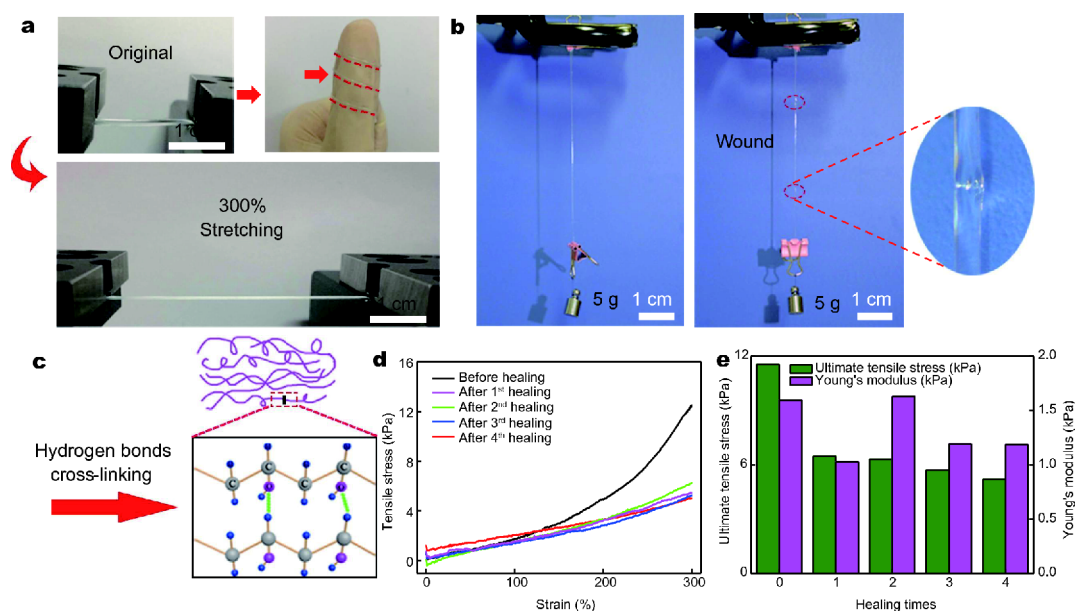 a
Original
1 c
300%
Stretching
1 cm
b
Wound
5 g
1 cm
5 g
1 cm
c
Hydrogen bonds
cross-linking
C
C
C
C
d
16
12
8
4
0
Tensile stress (kPa)
Before healing
After 1st healing
After 2nd healing
After 3rd healing
After 4th healing
0
100
200
300
Strain (%)
e
12
6
0
Ultimate tensile stress (kPa)
Ultimate tensile stress (kPa)
Young's modulus (kPa)
2.0
1.5
1.0
0.5
0.0
Young's modulus (kPa)
0
1
2
3
4
Healing times